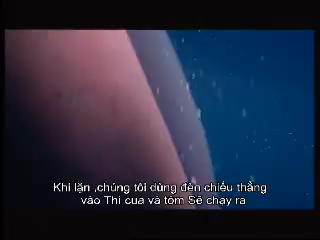 Khi lặn ,chúng tôi dùng đèn chiếu thẳng
vào Thì cua và tôm Sẽ chạy ra